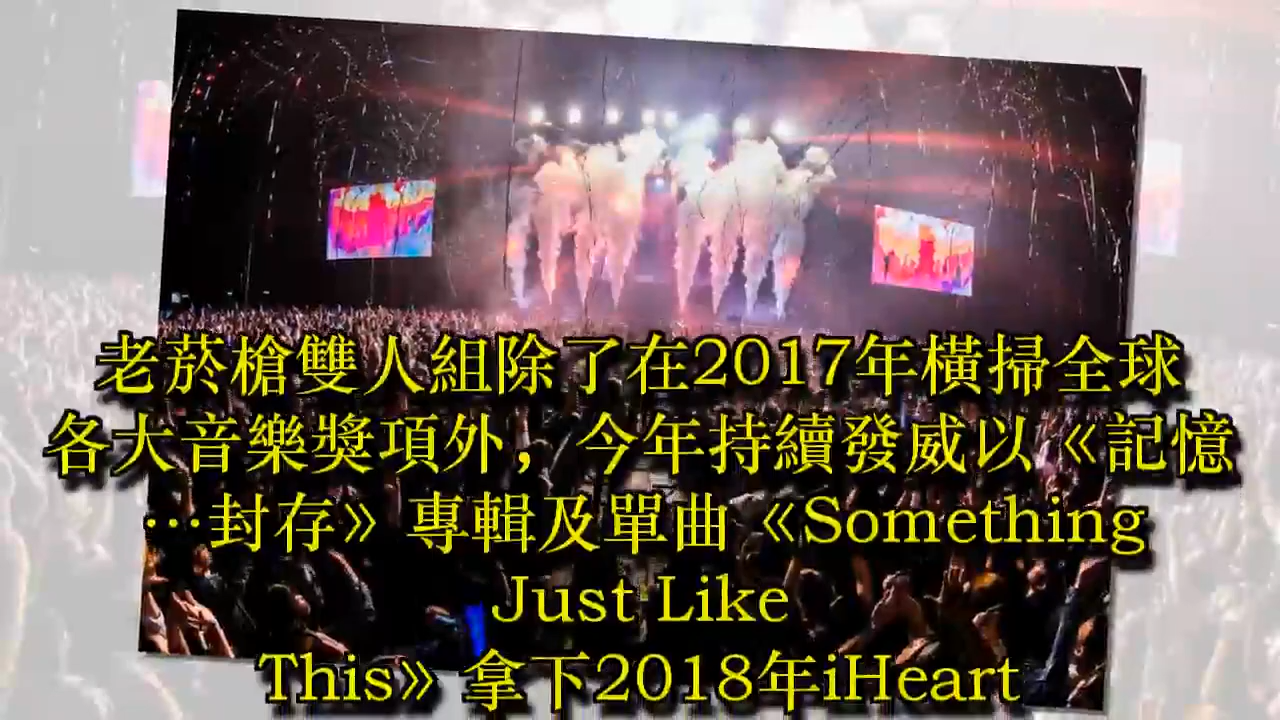 老菸槍雙人組除了在2017年橫掃全球
各大音樂獎項外，今年持續發威以《記憶
…封存》專輯及單曲《Something
Just Like
This》拿下2018年iHeart